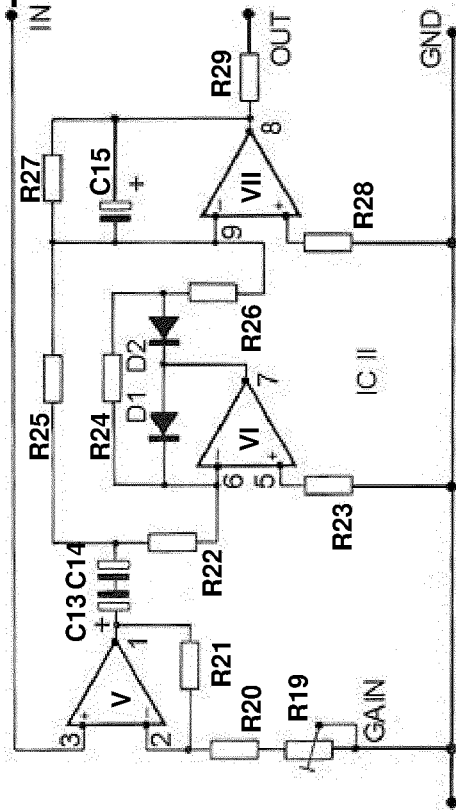 IN
OUT
GND
R29
8
R27
C15
+
VII
−
+
9
R28
R26
D2
R24
D1
R25
7
VI
−
+
6
5
IC II
R23
C13 C14
+
R22
1
V
+
−
3
2
R21
R20
R19
GAIN